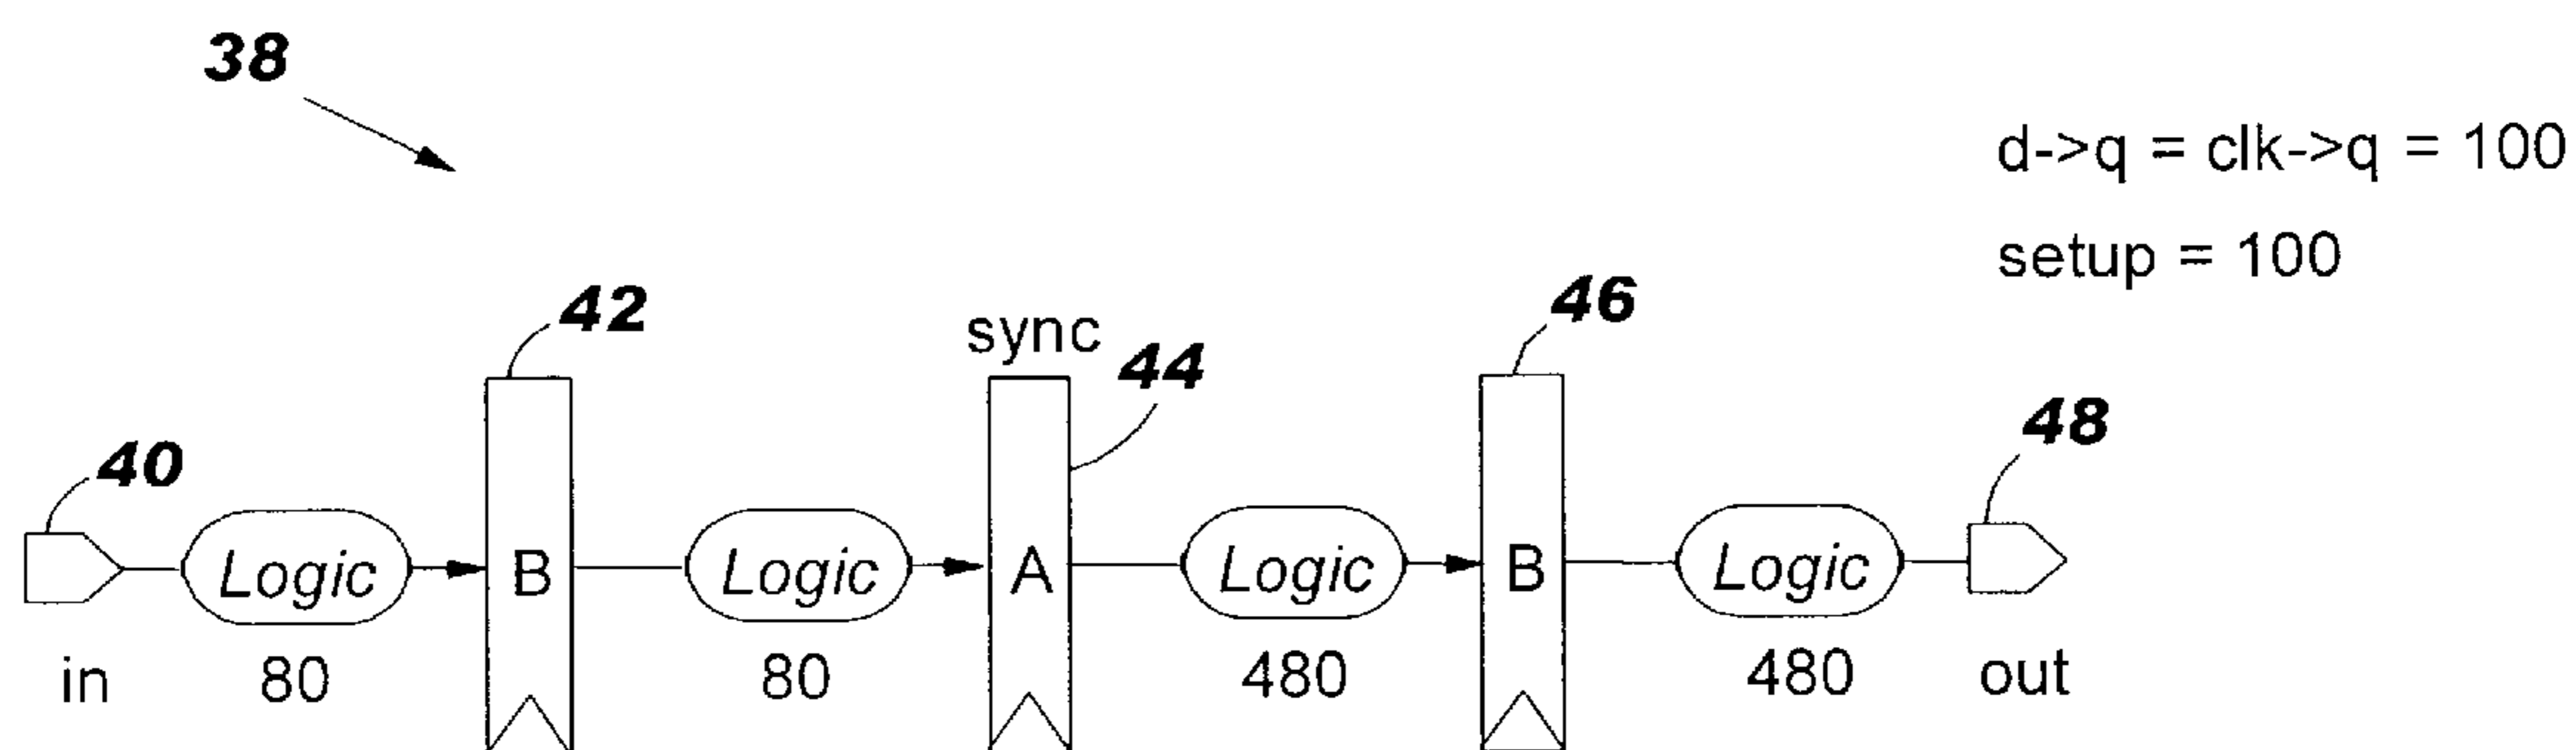 38
d->q = clk->q = 100
setup = 100
42
sync
44
46
40
48
Logic
B
Logic
A
Logic
B
Logic
in
80
80
480
480
out